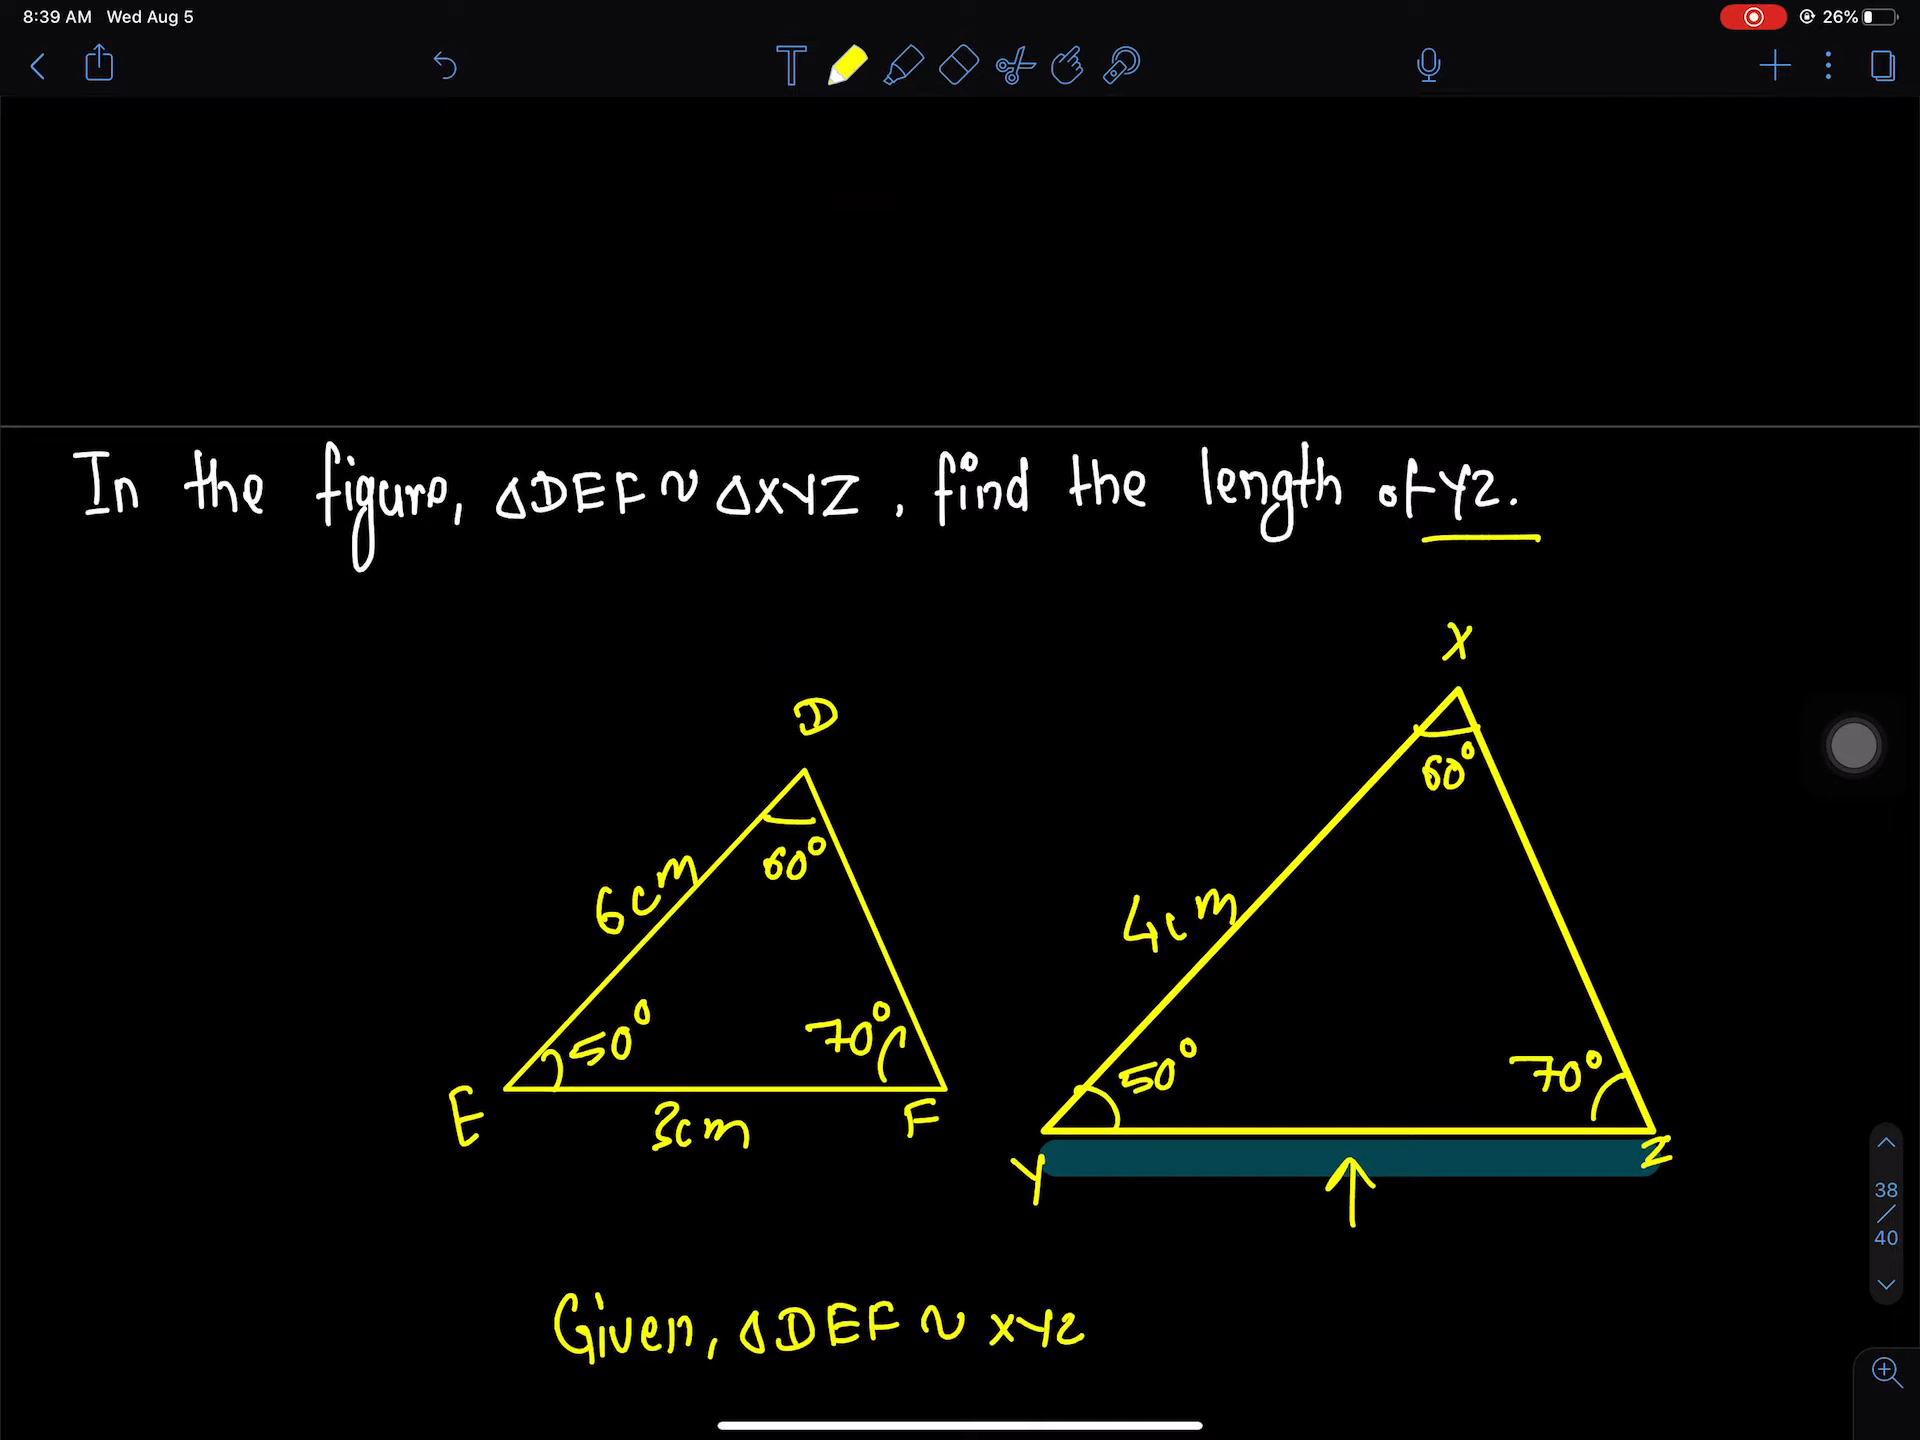 8:39 AM Wed Aug 5
26%
T
In the figure, ΔDEF ~ ΔXYZ, find the length of YZ.
X
D
60°
60°
6cm
4cm
50°
70°
50°
70°
E
3cm
F
Y
Z
38
/
40
Given, ΔDEF ~ XYZ